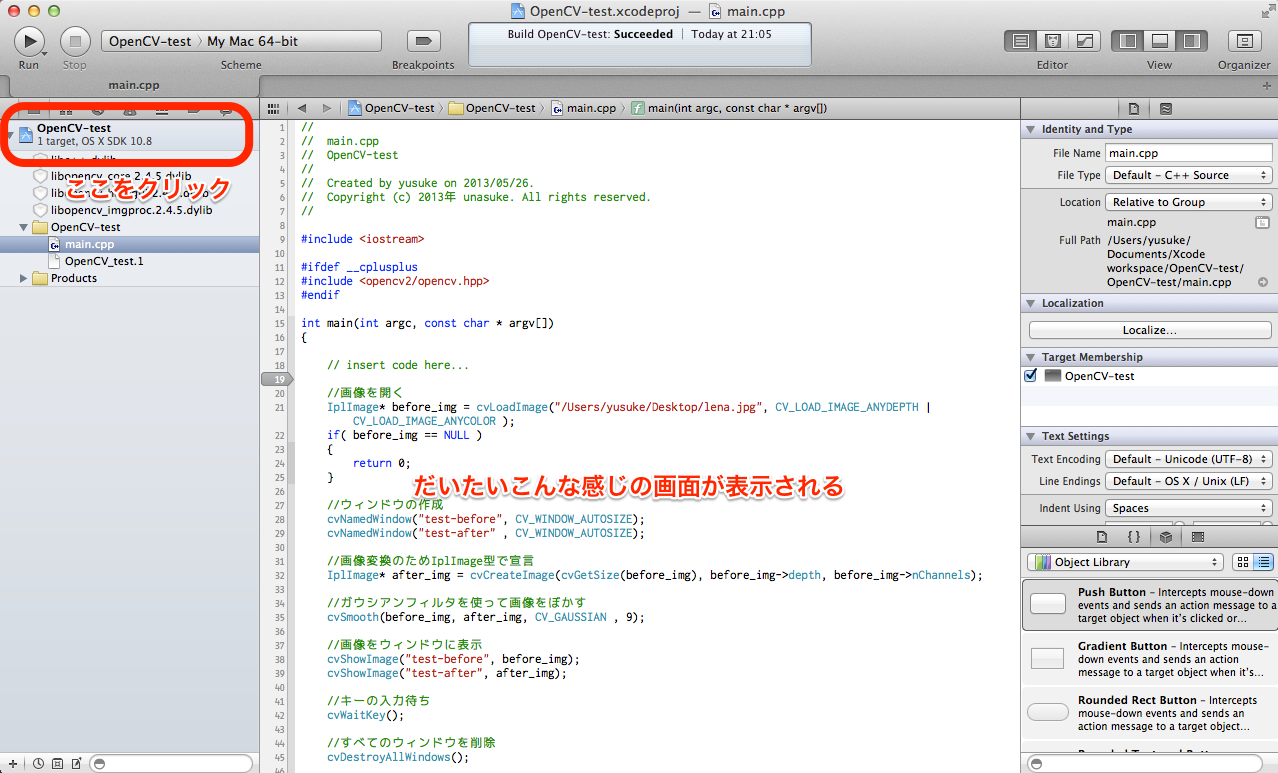 OpenCV-test.xcodeproj — main.cpp
Run
Stop
OpenCV-test
My Mac 64-bit
Scheme
Breakpoints
Build OpenCV-test: Succeeded | Today at 21:05
Editor
View
Organizer
main.cpp
OpenCV-test
1 target, OS X SDK 10.8
libopencv_core.2.4.5.dylib
ここをクリック
libopencv_imgproc.2.4.5.dylib
OpenCV-test
main.cpp
OpenCV_test.1
Products
OpenCV-test
OpenCV-test
main.cpp
main(int argc, const char * argv[])
1 //
2 //  main.cpp
3 //  OpenCV-test
4 //
5 //  Created by yusuke on 2013/05/26.
6 //  Copyright (c) 2013年 unasuke. All rights reserved.
7 //
8
9 #include <iostream>
10
11 #ifdef __cplusplus
12 #include <opencv2/opencv.hpp>
13 #endif
14
15 int main(int argc, const char * argv[])
16 {
17
18 // insert code here...
19
20 //画像を開く
21 IplImage* before_img = cvLoadImage("/Users/yusuke/Desktop/lena.jpg", CV_LOAD_IMAGE_ANYDEPTH |
CV_LOAD_IMAGE_ANYCOLOR );
22 if( before_img == NULL )
23 {
24 return 0;
25 }
だいたいこんな感じの画面が表示される
26
27 //ウィンドウの作成
28 cvNamedWindow("test-before", CV_WINDOW_AUTOSIZE);
29 cvNamedWindow("test-after" , CV_WINDOW_AUTOSIZE);
30
31 //画像変換のためIplImage型で宣言
32 IplImage* after_img = cvCreateImage(cvGetSize(before_img), before_img->depth, before_img->nChannels);
33
34 //ガウシアンフィルタを使って画像をぼかす
35 cvSmooth(before_img, after_img, CV_GAUSSIAN , 9);
36
37 //画像をウィンドウに表示
38 cvShowImage("test-before", before_img);
39 cvShowImage("test-after", after_img);
40
41 //キーの入力待ち
42 cvWaitKey();
43
44 //すべてのウィンドウを削除
45 cvDestroyAllWindows();
46
Identity and Type
File Name main.cpp
File Type Default - C++ Source
Location Relative to Group
main.cpp
Full Path /Users/yusuke/
Documents/Xcode
workspace/OpenCV-test/
OpenCV-test/main.cpp
Localization
Localize...
Target Membership
OpenCV-test
Text Settings
Text Encoding Default - Unicode (UTF-8)
Line Endings Default - OS X / Unix (LF)
Indent Using Spaces
{ }
Object Library
Push Button - Intercepts mouse-down
events and sends an action message to a
target object when it's clicked or...
Gradient Button - Intercepts mouse-
down events and sends an action
message to a target object when it's...
Rounded Rect Button - Intercepts
mouse-down events and sends an
action message to a target object...